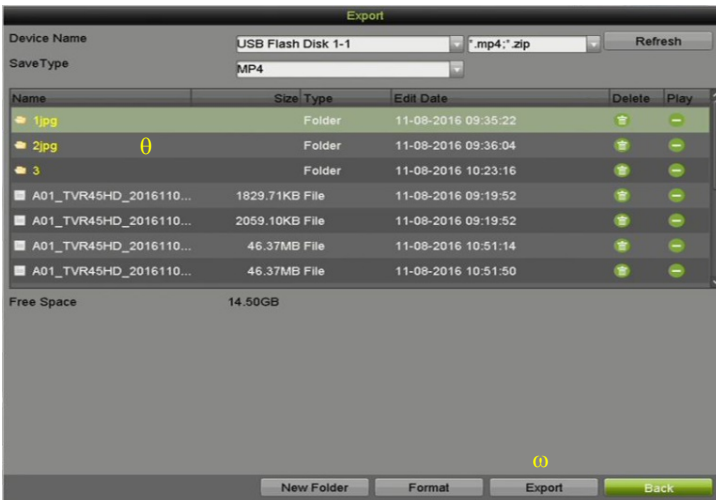 Export
Device Name USB Flash Disk 1-1 *.mp4;*.zip Refresh
SaveType MP4
Name Size Type Edit Date Delete Play
1jpg Folder 11-08-2016 09:35:22
2jpg θ Folder 11-08-2016 09:36:04
3 Folder 11-08-2016 10:23:16
A01_TVR45HD_2016110... 1829.71KB File 11-08-2016 09:19:52
A01_TVR45HD_2016110... 2059.10KB File 11-08-2016 09:19:52
A01_TVR45HD_2016110... 46.37MB File 11-08-2016 10:51:14
A01_TVR45HD_2016110... 46.37MB File 11-08-2016 10:51:50
Free Space 14.50GB
ω
New Folder Format Export Back